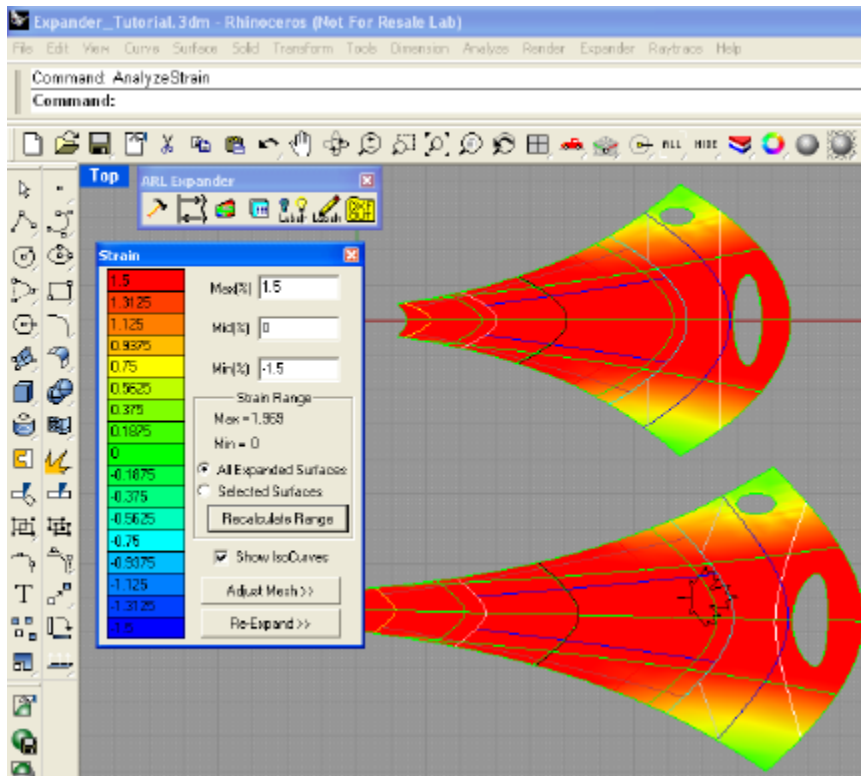 Expander_Tutorial.3dm - Rhinoceros (Not For Resale Lab)
File Edit View Curve Surface Solid Transform Tools Dimension Analyze Render Expander Raytrace Help
Command: AnalyzeStrain
Command:
ALL HIDE
Top
ARL Expander
Label
Strain
1.5
1.3125
1.125
0.9375
0.75
0.5625
0.375
0.1875
0
-0.1875
-0.375
-0.5625
-0.75
-0.9375
-1.125
-1.3125
-1.5
Max(%) 1.5
Mid(%) 0
Min(%) -1.5
Strain Range
Max = 1.969
Min = 0
All Expanded Surfaces
Selected Surfaces
Recalculate Range
Show IsoCurves
Adjust Mesh >>
Re-Expand >>
T